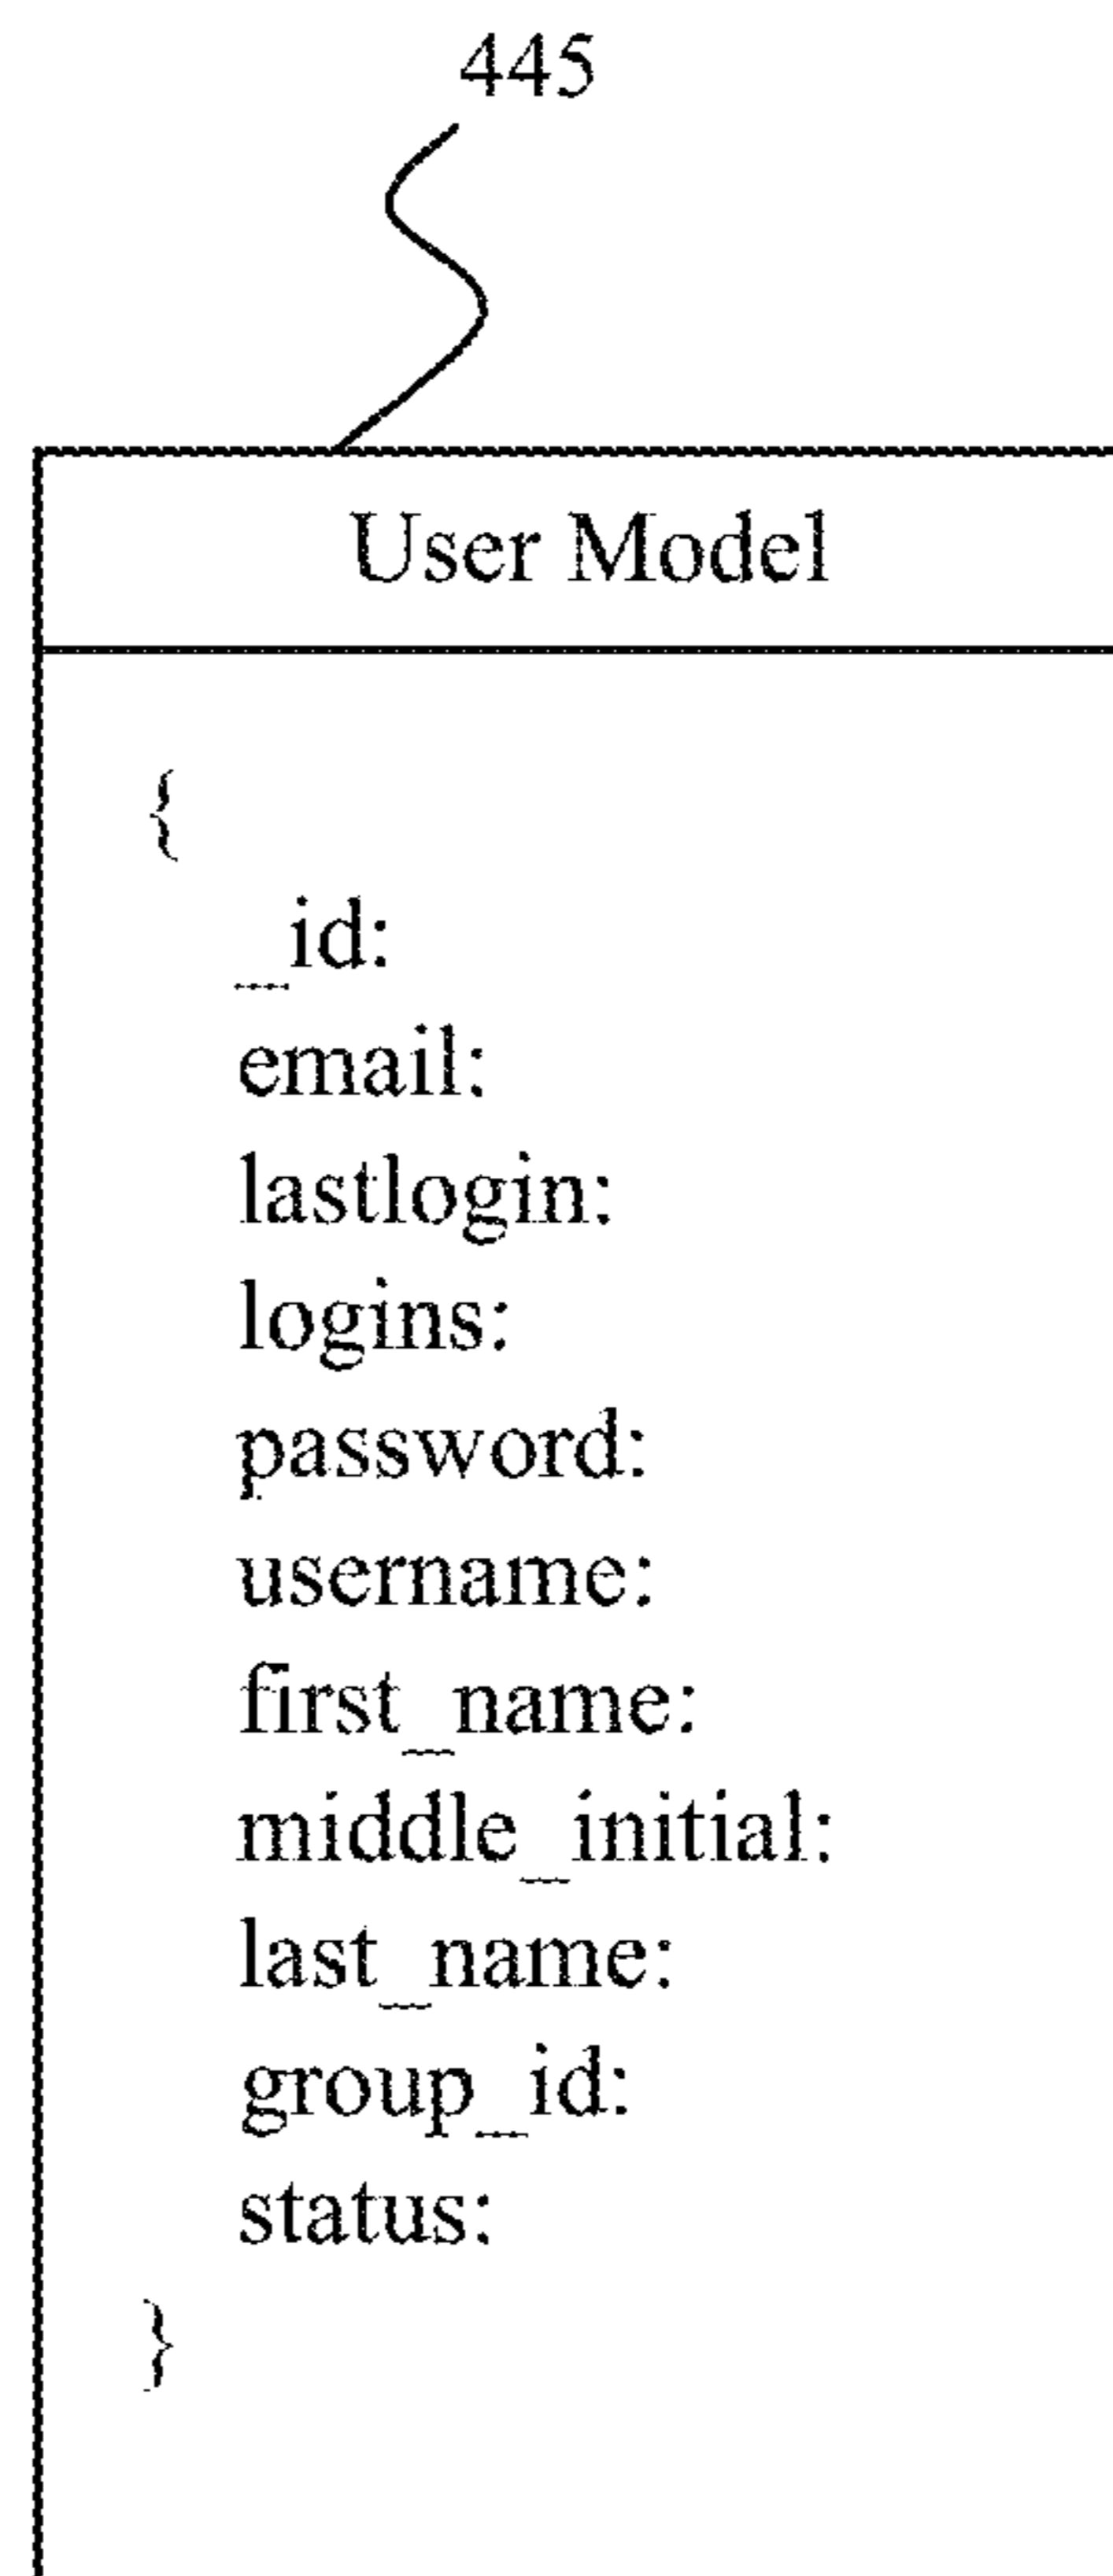 445
User Model
{
_id:
email:
lastlogin:
logins:
password:
username:
first_name:
middle_initial:
last_name:
group_id:
status:
}